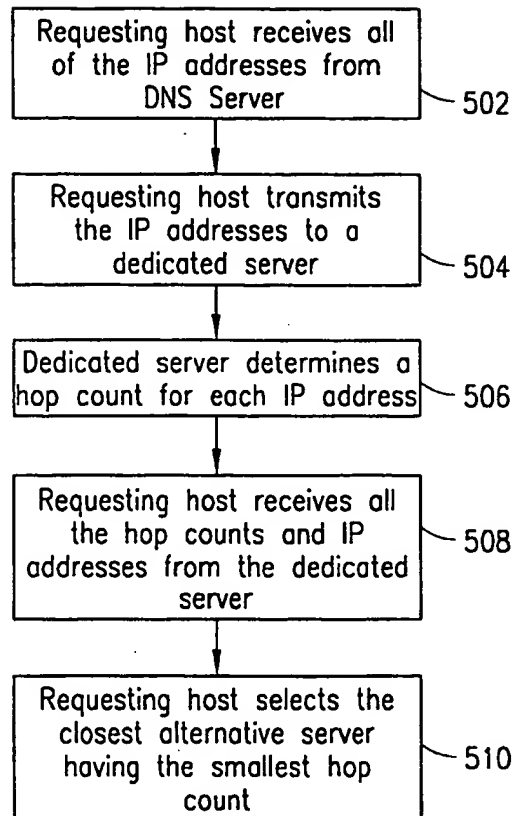 Requesting host receives all
of the IP addresses from
DNS Server
502
Requesting host transmits
the IP addresses to a
dedicated server
504
Dedicated server determines a
hop count for each IP address
506
Requesting host receives all
the hop counts and IP
addresses from the dedicated
server
508
Requesting host selects the
closest alternative server
having the smallest hop
count
510